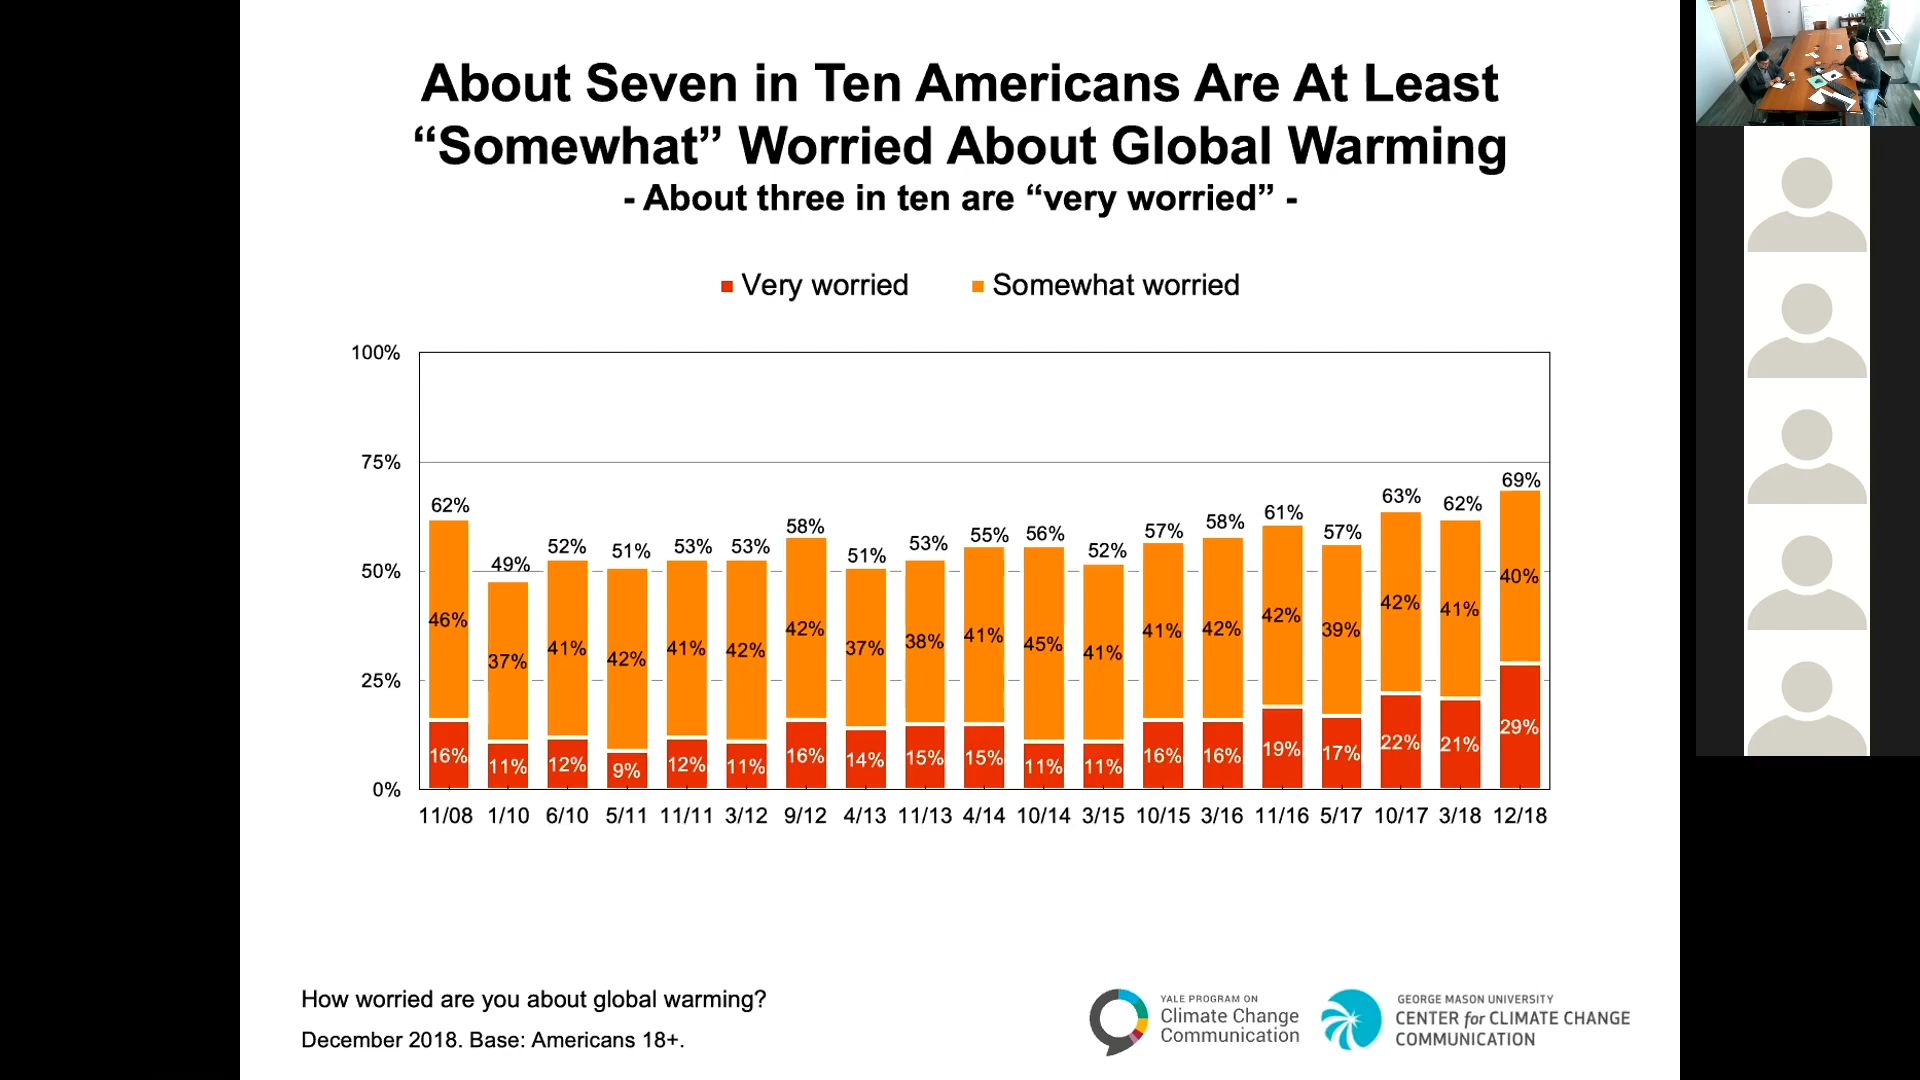 About Seven in Ten Americans Are At Least
“Somewhat” Worried About Global Warming
- About three in ten are “very worried” -
Very worried Somewhat worried
100%
75%
50%
25%
0%
62% 49% 52% 51% 53% 53% 58% 51% 53% 55% 56% 52% 57% 58% 61% 57% 63% 62% 69%
46% 37% 41% 42% 41% 42% 42% 37% 38% 41% 45% 41% 41% 42% 42% 39% 42% 41% 40%
16% 11% 12% 9% 12% 11% 16% 14% 15% 15% 11% 11% 16% 16% 19% 17% 22% 21% 29%
11/08 1/10 6/10 5/11 11/11 3/12 9/12 4/13 11/13 4/14 10/14 3/15 10/15 3/16 11/16 5/17 10/17 3/18 12/18
How worried are you about global warming?
December 2018. Base: Americans 18+.
YALE PROGRAM ON
Climate Change
Communication
GEORGE MASON UNIVERSITY
CENTER for CLIMATE CHANGE
COMMUNICATION